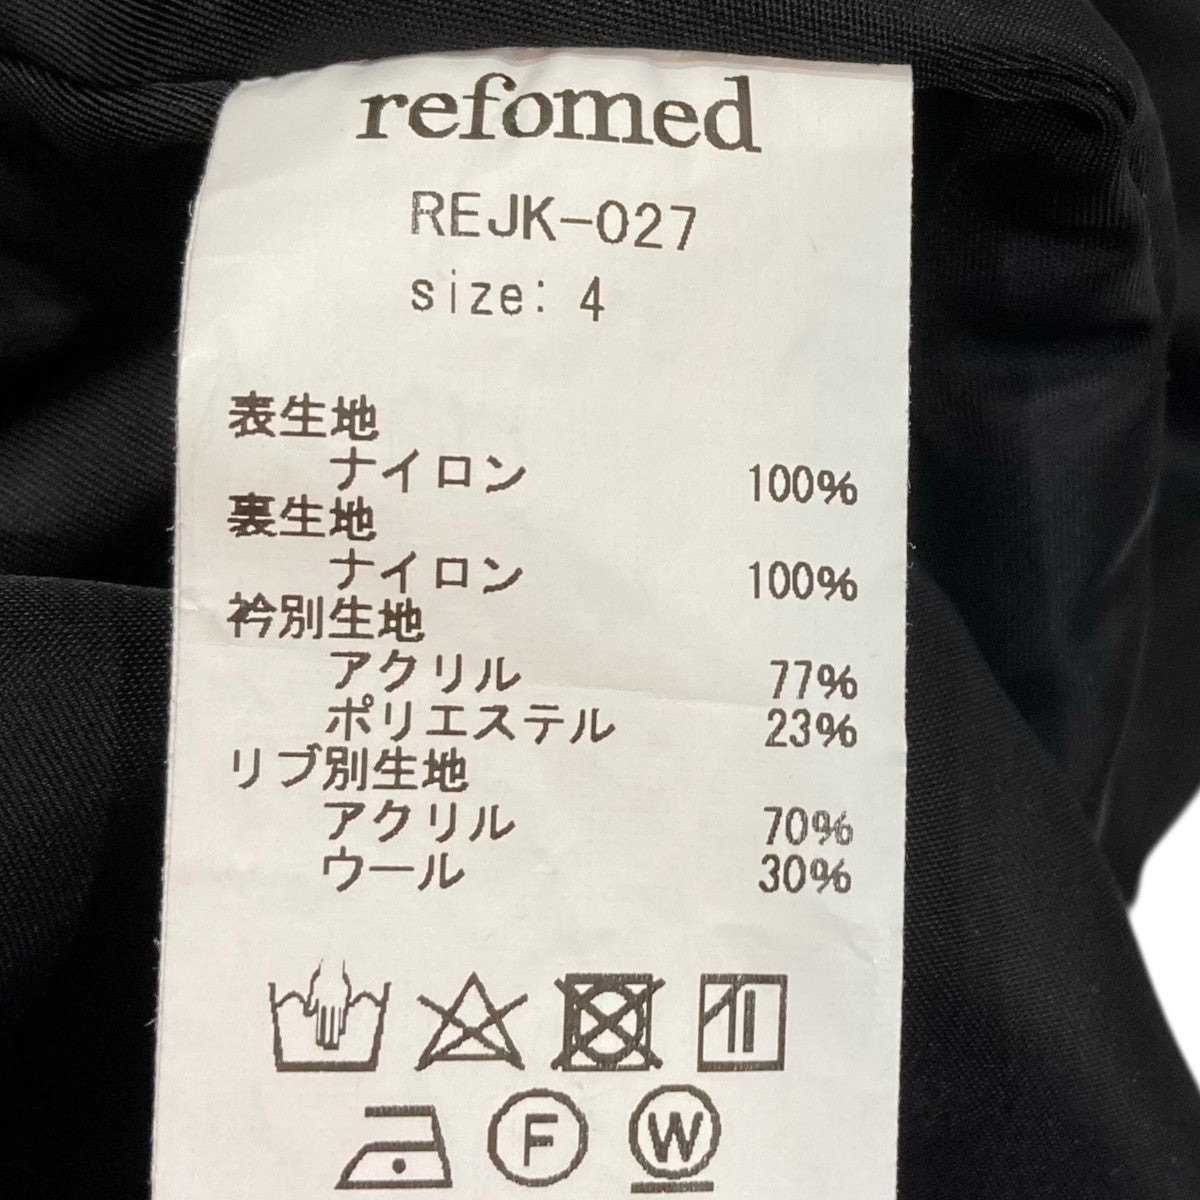 refomed
REJK-027
size: 4
表生地
ナイロン 100%
裏生地
ナイロン 100%
衿別生地
アクリル 77%
ポリエステル 23%
リブ別生地
アクリル 70%
ウール 30%
F W